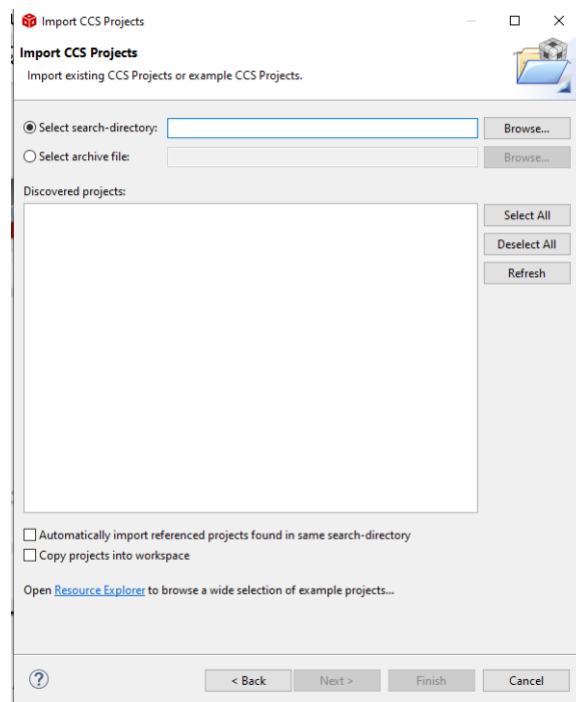 Import CCS Projects
Import CCS Projects
Import existing CCS Projects or example CCS Projects.
Select search-directory: Browse...
Select archive file: Browse...
Discovered projects:
Select All
Deselect All
Refresh
Automatically import referenced projects found in same search-directory
Copy projects into workspace
Open Resource Explorer to browse a wide selection of example projects...
? < Back Next > Finish Cancel